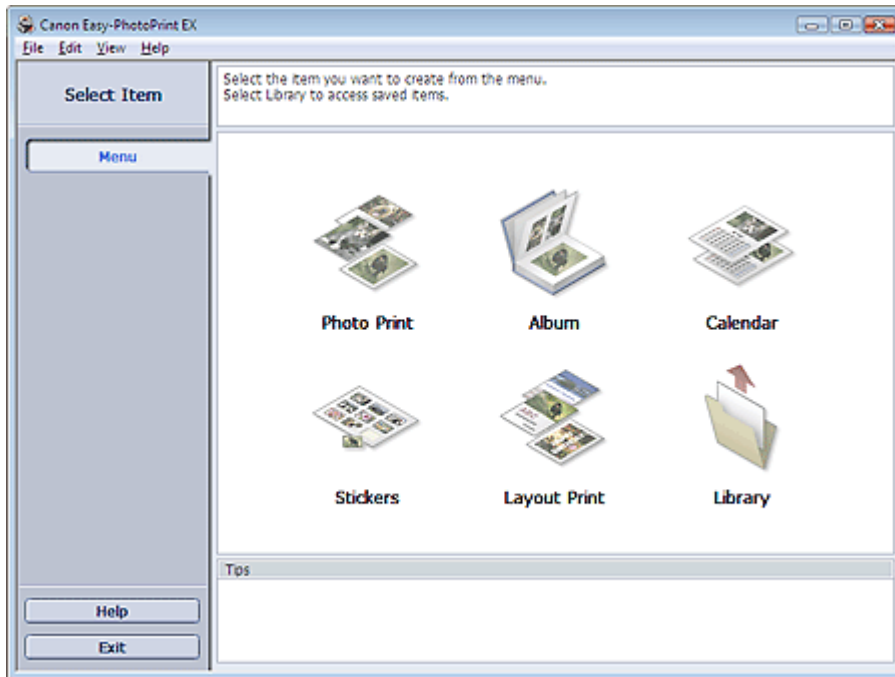 Canon Easy-PhotoPrint EX
File Edit View Help
Select Item
Select the item you want to create from the menu.
Select Library to access saved items.
Menu
Photo Print Album Calendar
Stickers Layout Print Library
Tips
Help
Exit